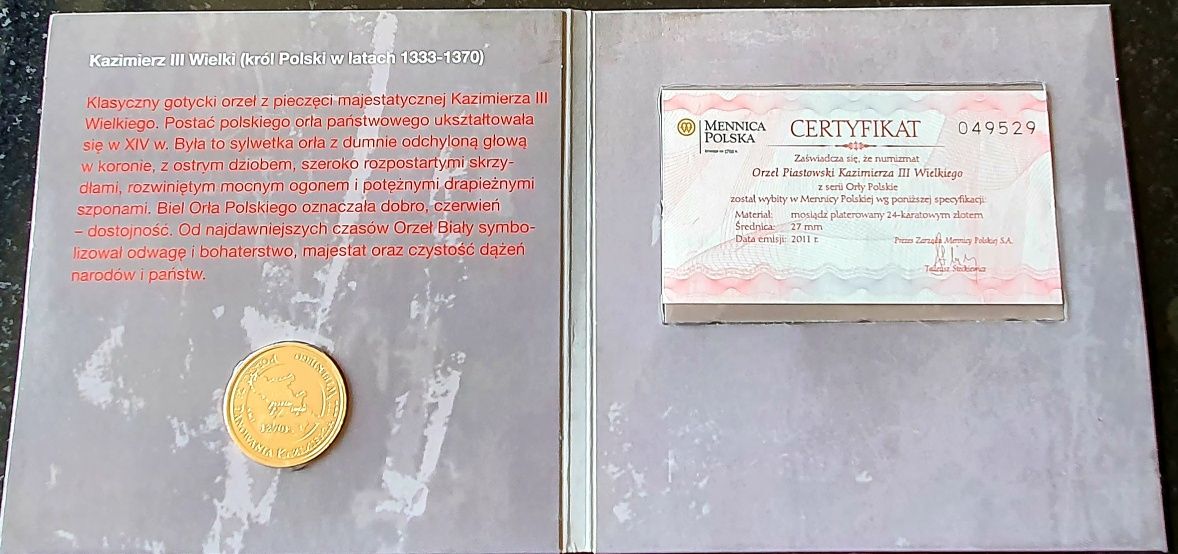 Kazimierz III Wielki (król Polski w latach 1333-1370)
Klasyczny gotycki orzeł z pieczęci majestatycznej Kazimierza III
Wielkiego. Postać polskiego orła państwowego ukształtowała
się w XIV w. Była to sylwetka orła z dumnie odchyloną głową
w koronie, z ostrym dziobem, szeroko rozpostartymi skrzy-
dłami, rozwiniętym mocnym ogonem i potężnymi drapieżnymi
szponami. Biel Orła Polskiego oznaczała dobro, czerwień
– dostojność. Od najdawniejszych czasów Orzeł Biały symbo-
lizował odwagę i bohaterstwo, majestat oraz czystość dążeń
narodów i państw.
MENNICA
POLSKA
CERTYFIKAT
049529
Zaświadcza się, że numizmat
Orzeł Piastowski Kazimierza III Wielkiego
z serii Orły Polskie
został wybity w Mennicy Polskiej wg poniższej specyfikacji:
Materiał: mosiądz platerowany 24-karatowym złotem
Średnica: 27 mm
Data emisji: 2011 r.
Prezes Zarządu Mennicy Polskiej S.A.
Tadeusz Steckiewicz
1370